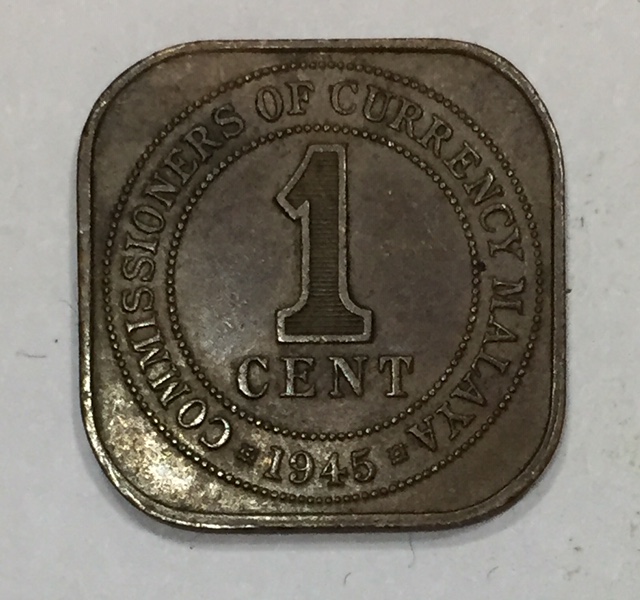 COMMISSIONERS OF CURRENCY MALAYA
1
CENT
1945